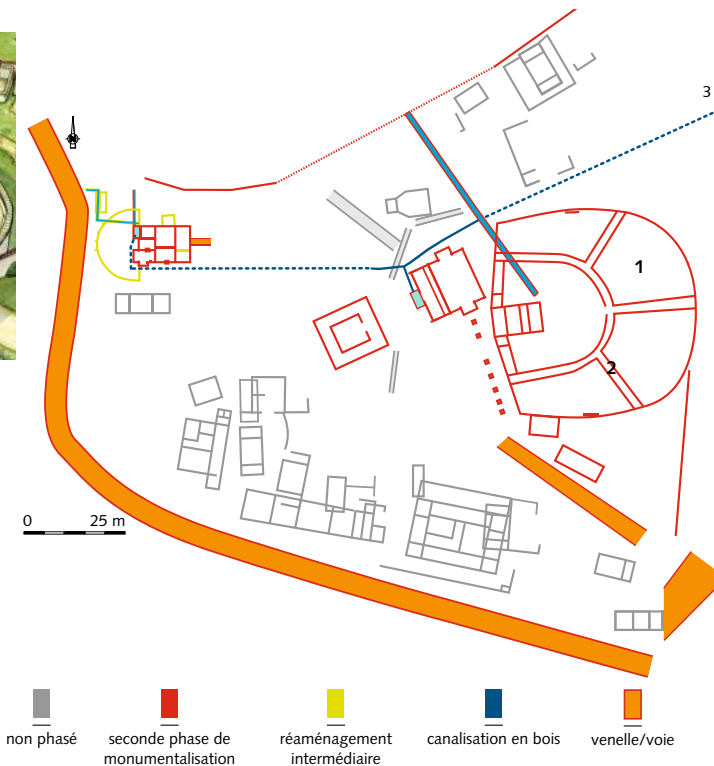 3
1
2
0 25 m
non phasé
seconde phase de
monumentalisation
réaménagement
intermédiaire
canalisation en bois
venelle/voie